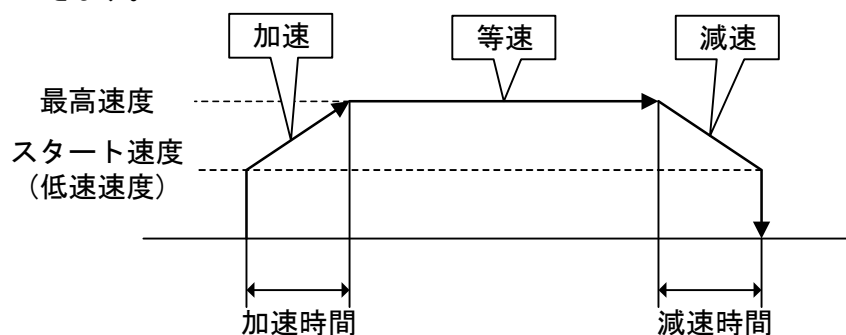 加速
等速
減速
最高速度
スタート速度
（低速速度）
加速時間
減速時間